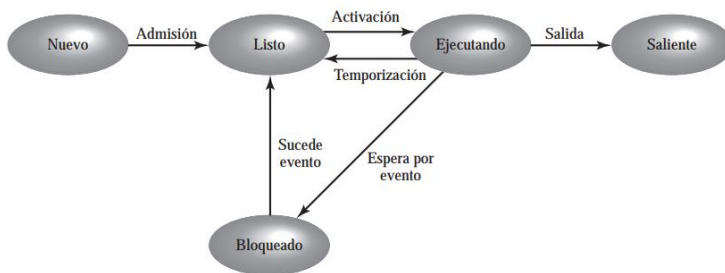 Activación
Admisión
Salida
Nuevo
Listo
Ejecutando
Saliente
Temporización
Sucede
evento
Espera por
evento
Bloqueado